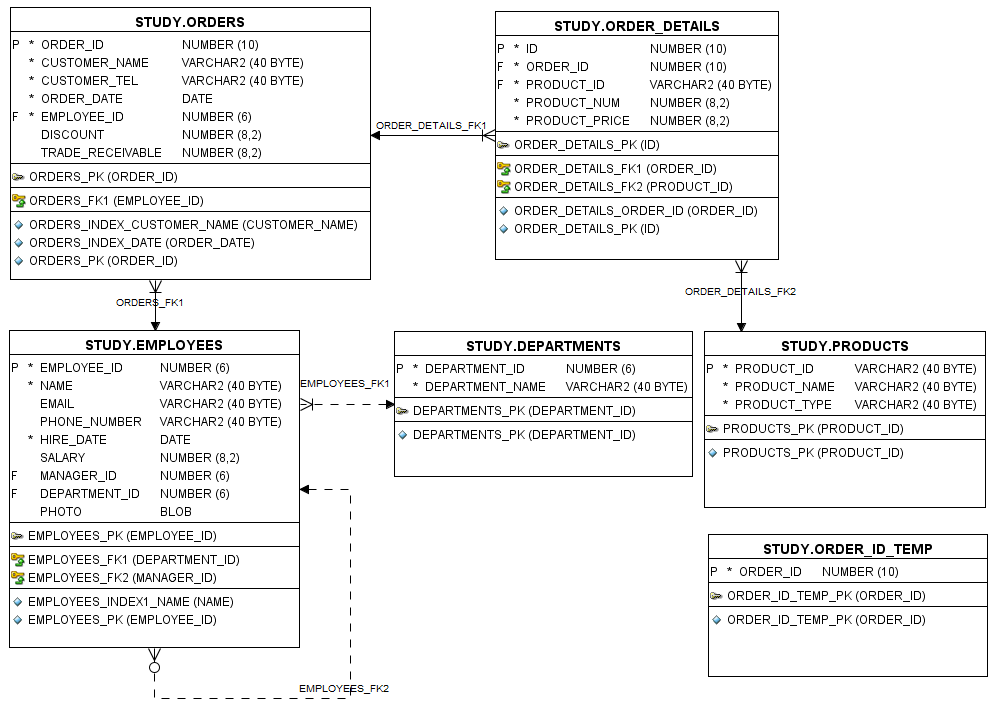 STUDY.ORDERS
P * ORDER_ID NUMBER (10)
* CUSTOMER_NAME VARCHAR2 (40 BYTE)
* CUSTOMER_TEL VARCHAR2 (40 BYTE)
* ORDER_DATE DATE
F * EMPLOYEE_ID NUMBER (6)
DISCOUNT NUMBER (8,2)
TRADE_RECEIVABLE NUMBER (8,2)
ORDERS_PK (ORDER_ID)
ORDERS_FK1 (EMPLOYEE_ID)
ORDERS_INDEX_CUSTOMER_NAME (CUSTOMER_NAME)
ORDERS_INDEX_DATE (ORDER_DATE)
ORDERS_PK (ORDER_ID)
ORDER_DETAILS_FK1
STUDY.ORDER_DETAILS
P * ID NUMBER (10)
F * ORDER_ID NUMBER (10)
F * PRODUCT_ID VARCHAR2 (40 BYTE)
* PRODUCT_NUM NUMBER (8,2)
* PRODUCT_PRICE NUMBER (8,2)
ORDER_DETAILS_PK (ID)
ORDER_DETAILS_FK1 (ORDER_ID)
ORDER_DETAILS_FK2 (PRODUCT_ID)
ORDER_DETAILS_ORDER_ID (ORDER_ID)
ORDER_DETAILS_PK (ID)
ORDERS_FK1
ORDER_DETAILS_FK2
STUDY.EMPLOYEES
P * EMPLOYEE_ID NUMBER (6)
* NAME VARCHAR2 (40 BYTE)
EMAIL VARCHAR2 (40 BYTE)
PHONE_NUMBER VARCHAR2 (40 BYTE)
* HIRE_DATE DATE
SALARY NUMBER (8,2)
F MANAGER_ID NUMBER (6)
F DEPARTMENT_ID NUMBER (6)
PHOTO BLOB
EMPLOYEES_PK (EMPLOYEE_ID)
EMPLOYEES_FK1 (DEPARTMENT_ID)
EMPLOYEES_FK2 (MANAGER_ID)
EMPLOYEES_INDEX1_NAME (NAME)
EMPLOYEES_PK (EMPLOYEE_ID)
EMPLOYEES_FK1
STUDY.DEPARTMENTS
P * DEPARTMENT_ID NUMBER (6)
* DEPARTMENT_NAME VARCHAR2 (40 BYTE)
DEPARTMENTS_PK (DEPARTMENT_ID)
DEPARTMENTS_PK (DEPARTMENT_ID)
STUDY.PRODUCTS
P * PRODUCT_ID VARCHAR2 (40 BYTE)
* PRODUCT_NAME VARCHAR2 (40 BYTE)
* PRODUCT_TYPE VARCHAR2 (40 BYTE)
PRODUCTS_PK (PRODUCT_ID)
PRODUCTS_PK (PRODUCT_ID)
STUDY.ORDER_ID_TEMP
P * ORDER_ID NUMBER (10)
ORDER_ID_TEMP_PK (ORDER_ID)
ORDER_ID_TEMP_PK (ORDER_ID)
EMPLOYEES_FK2